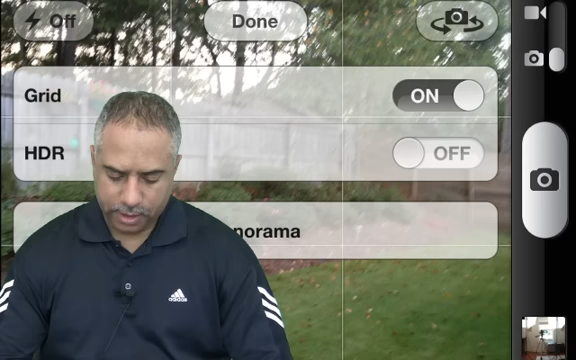 Off
Done
Grid
ON
HDR
OFF
norama
adidas